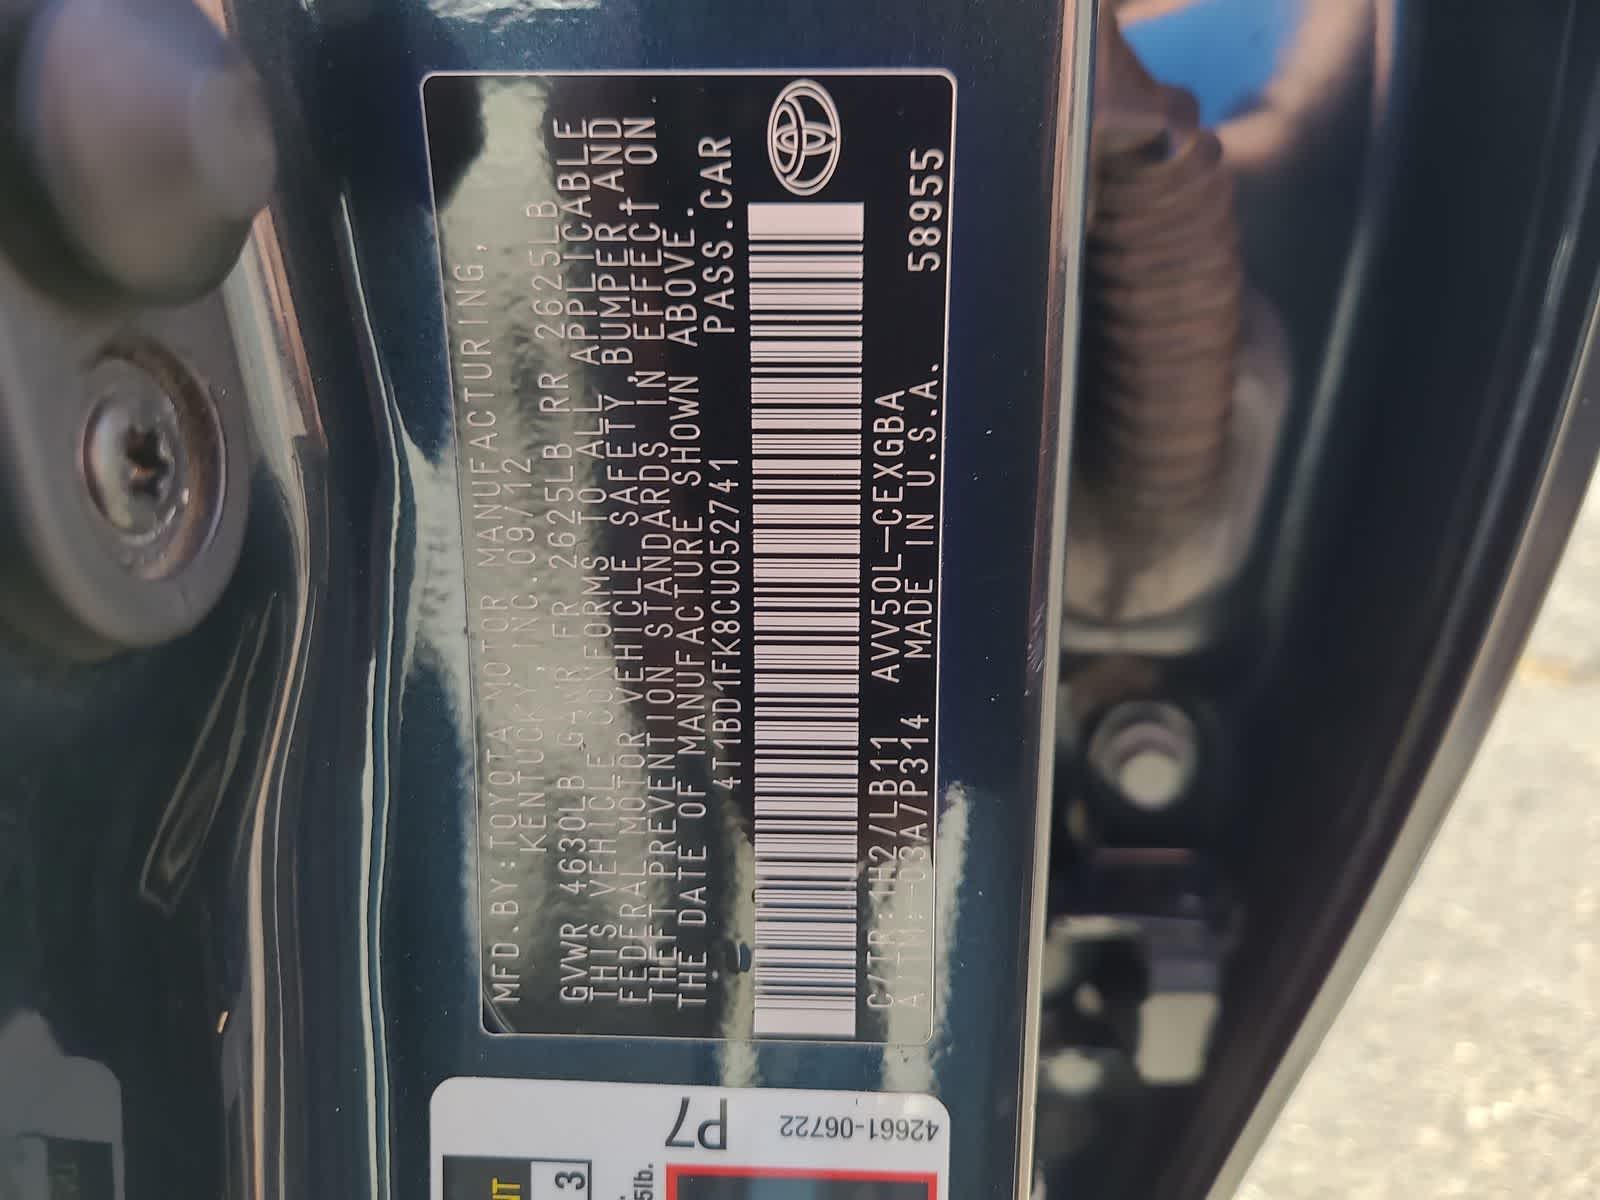 MFD.BY:TOYOTA MOTOR MANUFACTURING,
KENTUCKY, INC. 09/12
GVWR 4630LB GAWR FR 2625LB RR 2625LB
THIS VEHICLE CONFORMS TO ALL APPLICABLE
FEDERAL MOTOR VEHICLE SAFETY, BUMPER, AND
THEFT PREVENTION STANDARDS IN EFFECT ON
THE DATE OF MANUFACTURE SHOWN ABOVE.
4T1BD1FK8CU052741 PASS.CAR
C/TR:1H2/LB11 AVV50L-CEXGBA
A/TM:-03A/P314 MADE IN U.S.A. 58955
P7
42661-06722
NT
3
5lb.